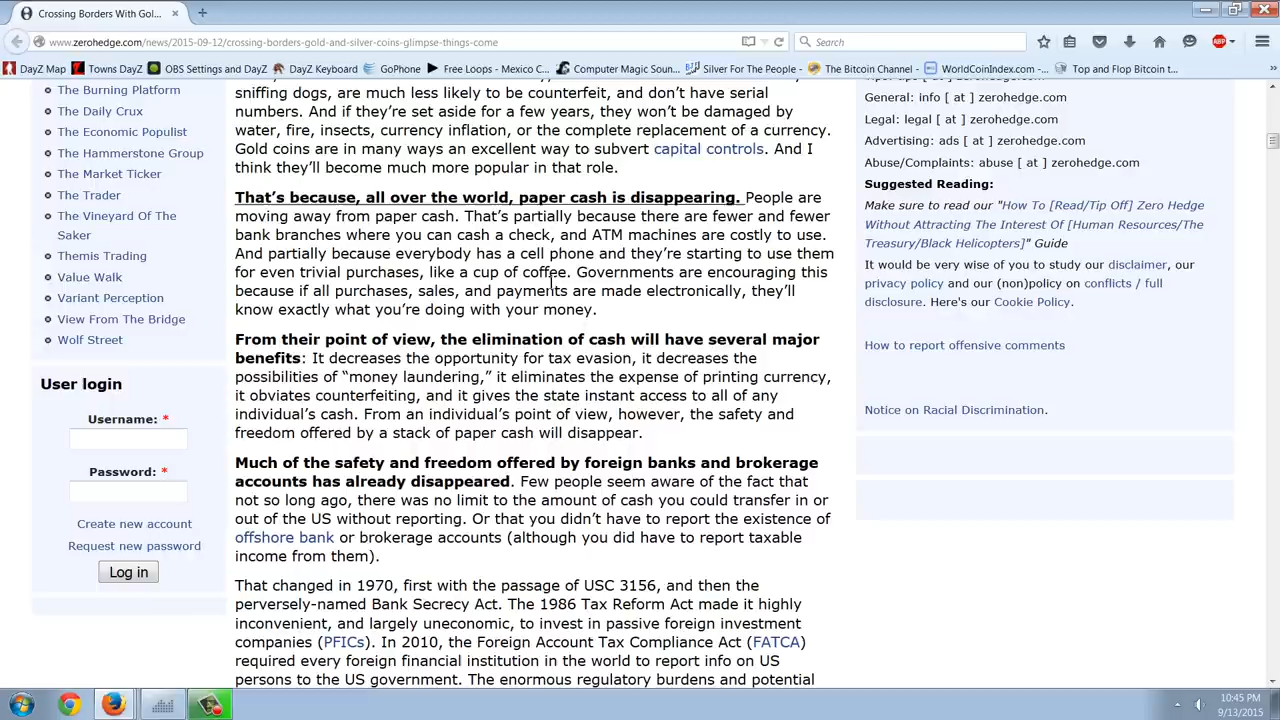 Crossing Borders With Gol...
www.zerohedge.com/news/2015-09-12/crossing-borders-gold-and-silver-coins-glimpse-things-come
Search
ABP
DayZ Map
Towns DayZ
OBS Settings and DayZ
DayZ Keyboard
GoPhone
Free Loops - Mexico C...
Computer Magic Soun...
Silver For The People - ...
The Bitcoin Channel - ...
WorldCoinIndex.com -...
Top and Flop Bitcoin t...
The Burning Platform
The Daily Crux
The Economic Populist
The Hammerstone Group
The Market Ticker
The Trader
The Vineyard Of The
Saker
Themis Trading
Value Walk
Variant Perception
View From The Bridge
Wolf Street
User login
Username: *
Password: *
Create new account
Request new password
Log in
sniffing dogs, are much less likely to be counterfeit, and don’t have serial
numbers. And if they’re set aside for a few years, they won’t be damaged by
water, fire, insects, currency inflation, or the complete replacement of a currency.
Gold coins are in many ways an excellent way to subvert capital controls. And I
think they’ll become much more popular in that role.
That’s because, all over the world, paper cash is disappearing. People are
moving away from paper cash. That’s partially because there are fewer and fewer
bank branches where you can cash a check, and ATM machines are costly to use.
And partially because everybody has a cell phone and they’re starting to use them
for even trivial purchases, like a cup of coffee. Governments are encouraging this
because if all purchases, sales, and payments are made electronically, they’ll
know exactly what you’re doing with your money.
From their point of view, the elimination of cash will have several major
benefits: It decreases the opportunity for tax evasion, it decreases the
possibilities of “money laundering,” it eliminates the expense of printing currency,
it obviates counterfeiting, and it gives the state instant access to all of any
individual’s cash. From an individual’s point of view, however, the safety and
freedom offered by a stack of paper cash will disappear.
Much of the safety and freedom offered by foreign banks and brokerage
accounts has already disappeared. Few people seem aware of the fact that
not so long ago, there was no limit to the amount of cash you could transfer in or
out of the US without reporting. Or that you didn’t have to report the existence of
offshore bank or brokerage accounts (although you did have to report taxable
income from them).
That changed in 1970, first with the passage of USC 3156, and then the
perversely-named Bank Secrecy Act. The 1986 Tax Reform Act made it highly
inconvenient, and largely uneconomic, to invest in passive foreign investment
companies (PFICs). In 2010, the Foreign Account Tax Compliance Act (FATCA)
required every foreign financial institution in the world to report info on US
persons to the US government. The enormous regulatory burdens and potential
General: info [ at ] zerohedge.com
Legal: legal [ at ] zerohedge.com
Advertising: ads [ at ] zerohedge.com
Abuse/Complaints: abuse [ at ] zerohedge.com
Suggested Reading:
Make sure to read our "How To [Read/Tip Off] Zero Hedge
Without Attracting The Interest Of [Human Resources/The
Treasury/Black Helicopters]" Guide
It would be very wise of you to study our disclaimer, our
privacy policy and our (non)policy on conflicts / full
disclosure. Here's our Cookie Policy.
How to report offensive comments
Notice on Racial Discrimination.
10:45 PM
9/13/2015